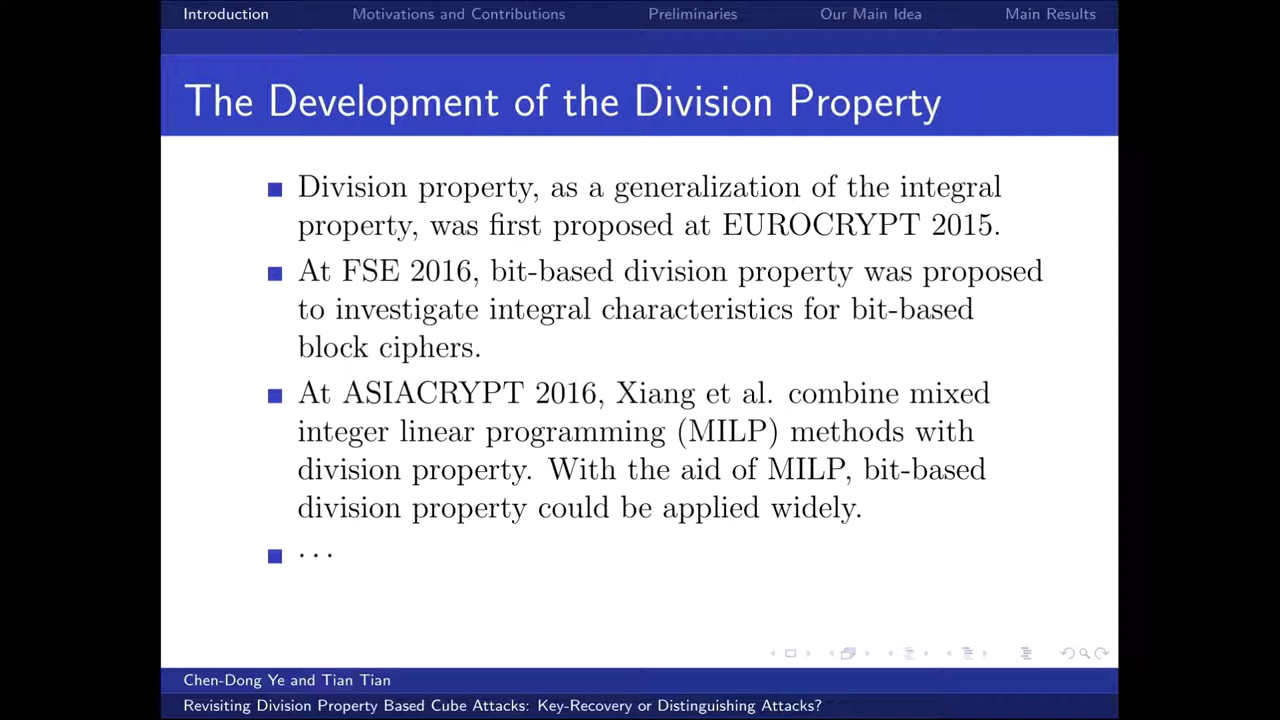 Introduction Motivations and Contributions Preliminaries Our Main Idea Main Results
The Development of the Division Property
Division property, as a generalization of the integral
property, was first proposed at EUROCRYPT 2015.
At FSE 2016, bit-based division property was proposed
to investigate integral characteristics for bit-based
block ciphers.
At ASIACRYPT 2016, Xiang et al. combine mixed
integer linear programming (MILP) methods with
division property. With the aid of MILP, bit-based
division property could be applied widely.
···
Chen-Dong Ye and Tian Tian
Revisiting Division Property Based Cube Attacks: Key-Recovery or Distinguishing Attacks?